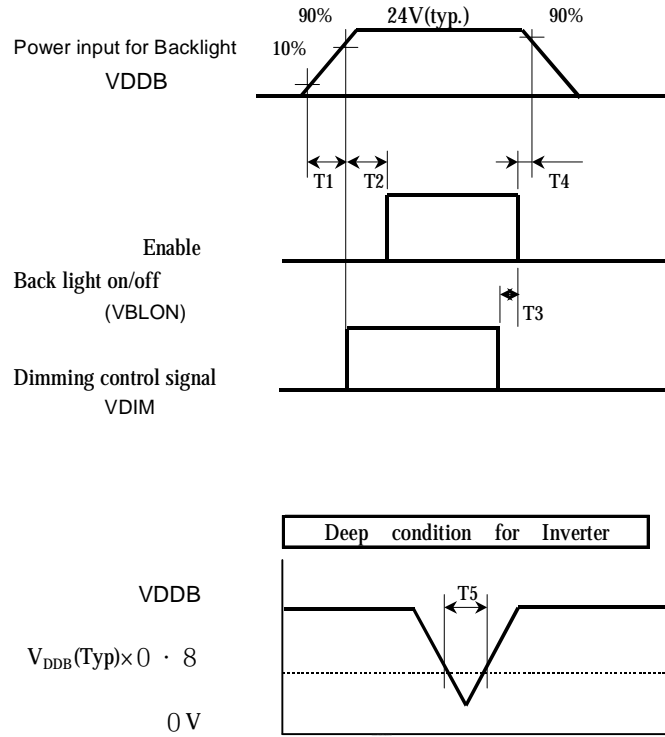 90% 24V(typ.) 90%
Power input for Backlight 10%
VDDB
T1 T2 T4
Enable
Back light on/off
(VBLON)
T3
Dimming control signal
VDIM
Deep condition for Inverter
VDDB
T5
VDDB(Typ)×0・8
0V